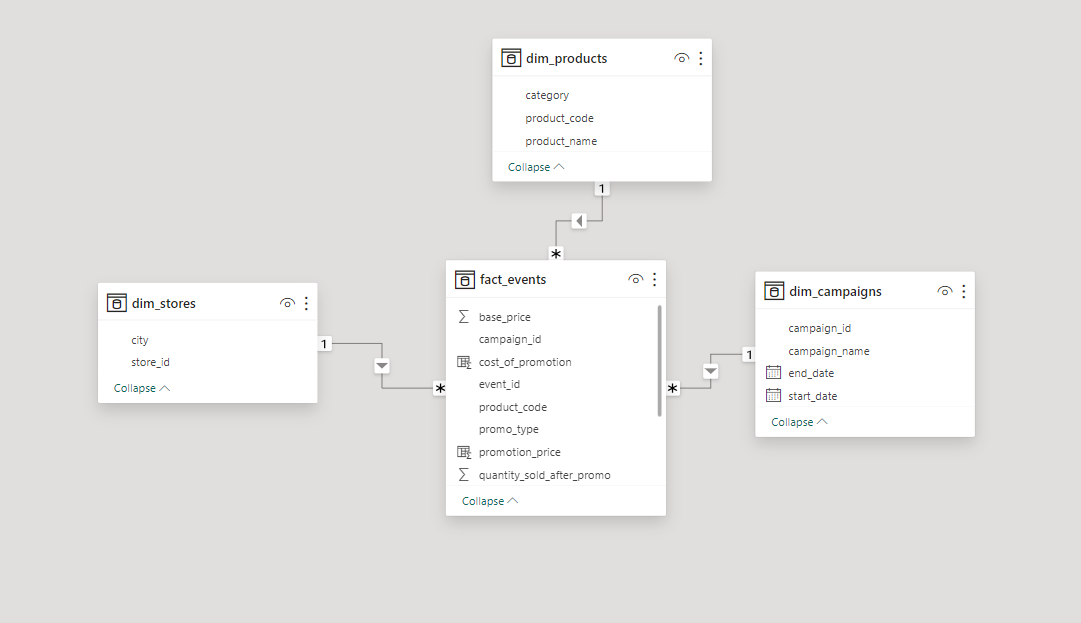 dim_products
category
product_code
product_name
Collapse
1
*
dim_stores
city
store_id
Collapse
1
*
fact_events
base_price
campaign_id
cost_of_promotion
event_id
product_code
promo_type
promotion_price
quantity_sold_after_promo
Collapse
*
1
dim_campaigns
campaign_id
campaign_name
end_date
start_date
Collapse